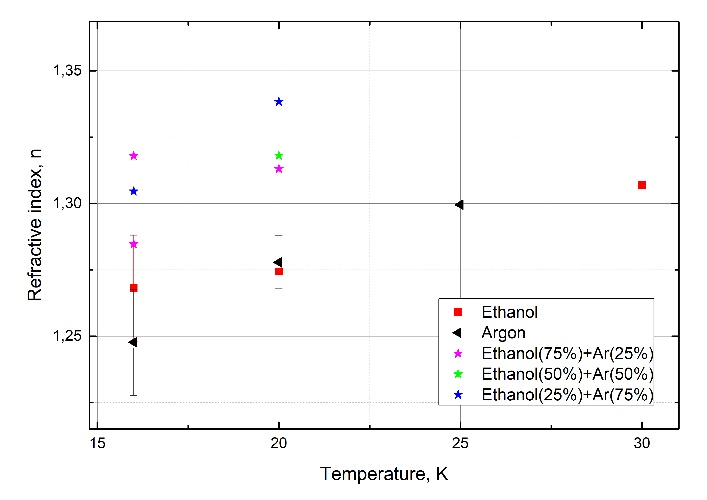 1,35
1,30
1,25
Refractive index, n
15
20
25
30
Temperature, K
Ethanol
Argon
Ethanol(75%)+Ar(25%)
Ethanol(50%)+Ar(50%)
Ethanol(25%)+Ar(75%)